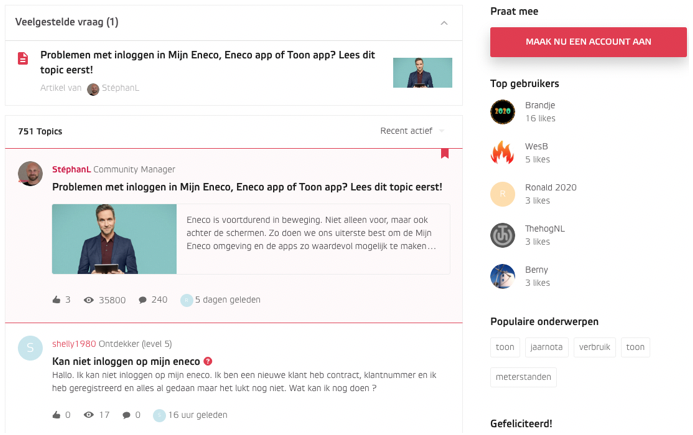 Veelgestelde vraag (1)
Problemen met inloggen in Mijn Eneco, Eneco app of Toon app? Lees dit
topic eerst!
Artikel van StéphanL
751 Topics
Recent actief
StéphanL Community Manager
Problemen met inloggen in Mijn Eneco, Eneco app of Toon app? Lees dit topic eerst!
Eneco is voortdurend in beweging. Niet alleen voor, maar ook
achter de schermen. Zo doen we ons uiterste best om de Mijn
Eneco omgeving en de apps zo waardevol mogelijk te maken...
3 35800 240 5 dagen geleden
S
shelly1980 Ontdekker (level 5)
Kan niet inloggen op mijn eneco ?
Hallo. Ik kan niet inloggen op mijn eneco. Ik ben een nieuwe klant heb contract, klantnummer en ik
heb geregistreerd en alles al gedaan maar het lukt nog niet. Wat kan ik nog doen ?
0 17 0 16 uur geleden
Praat mee
MAAK NU EEN ACCOUNT AAN
Top gebruikers
2020
Brandje
16 likes
WesB
5 likes
R
Ronald 2020
3 likes
ThehogNL
3 likes
Berny
3 likes
Populaire onderwerpen
toon jaarnota verbruik toon
meterstanden
Gefeliciteerd!